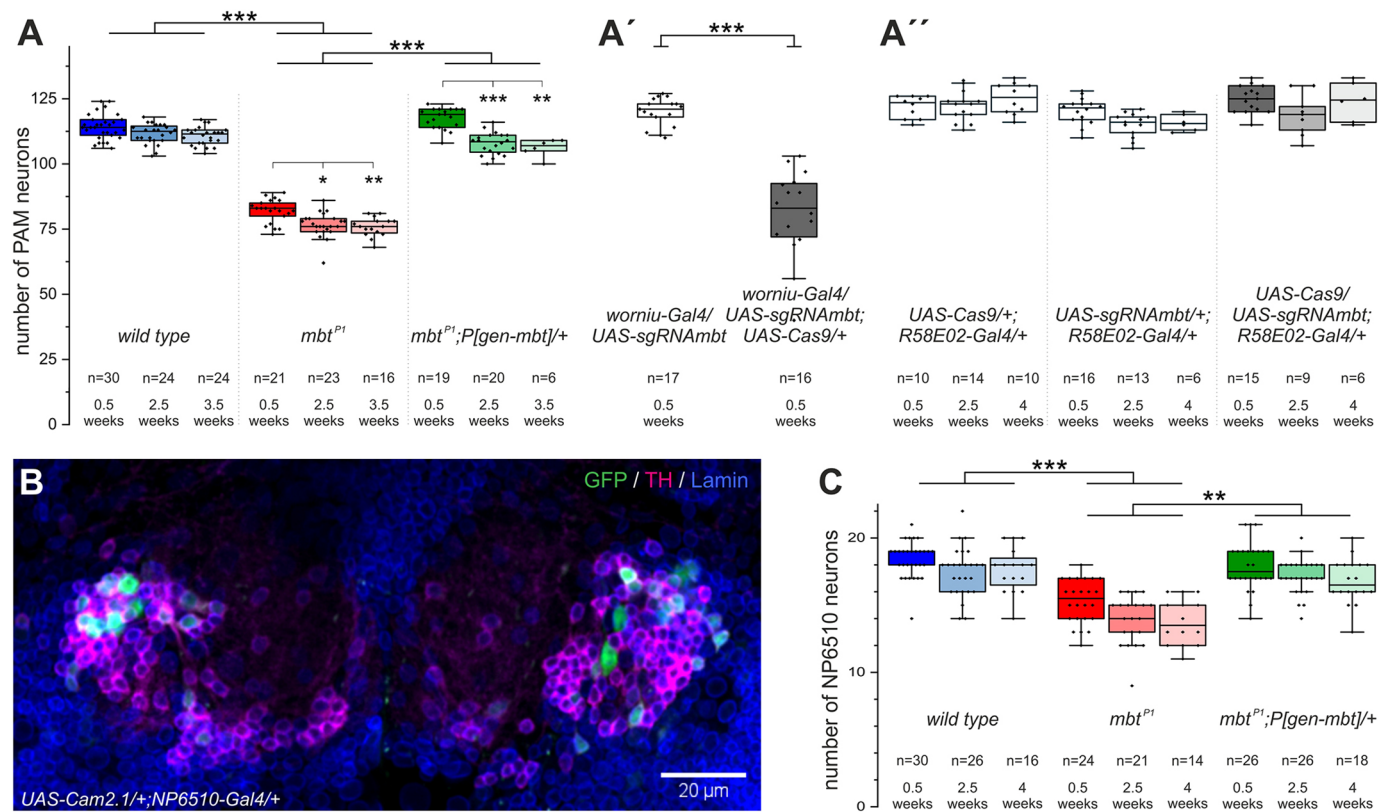 A
A´
A´´
***
***
***
***
**
*
**
number of PAM neurons
125
100
75
50
25
0
wild type
mbt P1
mbt P1;P[gen-mbt]/+
n=30 n=24 n=24 n=21 n=23 n=16 n=19 n=20 n=6
0.5 2.5 3.5 0.5 2.5 3.5 0.5 2.5 3.5
weeks weeks weeks weeks weeks weeks weeks weeks weeks
worniu-Gal4/
UAS-sgRNAmbt
worniu-Gal4/
UAS-sgRNAmbt;
UAS-Cas9/+
n=17 n=16
0.5 0.5
weeks weeks
UAS-Cas9/+;
R58E02-Gal4/+
UAS-sgRNAmbt/+;
R58E02-Gal4/+
UAS-Cas9/
UAS-sgRNAmbt;
R58E02-Gal4/+
n=10 n=14 n=10 n=16 n=13 n=6 n=15 n=9 n=6
0.5 2.5 4 0.5 2.5 4 0.5 2.5 4
weeks weeks weeks weeks weeks weeks weeks weeks weeks
B
GFP / TH / Lamin
UAS-Cam2.1/+;NP6510-Gal4/+
20 µm
C
***
**
number of NP6510 neurons
20
10
0
wild type
mbt P1
mbt P1;P[gen-mbt]/+
n=30 n=26 n=16 n=24 n=21 n=14 n=26 n=26 n=18
0.5 2.5 4 0.5 2.5 4 0.5 2.5 4
weeks weeks weeks weeks weeks weeks weeks weeks weeks